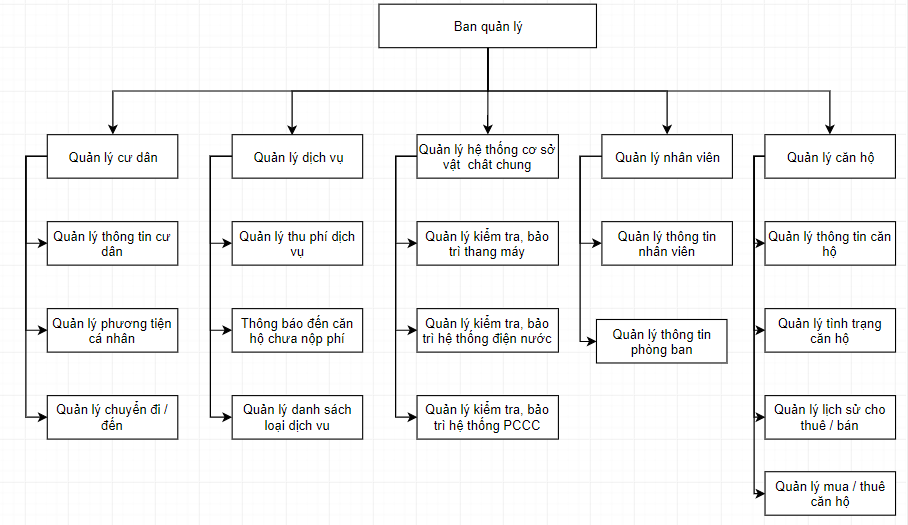 Ban quản lý
Quản lý cư dân
Quản lý thông tin cư
dân
Quản lý phương tiện
cá nhân
Quản lý chuyển đi /
đến
Quản lý dịch vụ
Quản lý thu phí dịch
vụ
Thông báo đến căn
hộ chưa nộp phí
Quản lý danh sách
loại dịch vu
Quản lý hệ thống cơ sở
vật chât chung
Quản lý kiểm tra, bảo
trì thang máy
Quản lý kiểm tra, bảo
trì hệ thống điện nước
Quản lý kiểm tra, bảo
trì hệ thống PCCC
Quản lý nhân viên
Quản lý thông tin
nhân viên
Quản lý thông tin
phòng ban
Quản lý căn hộ
Quản lý thông tin căn
hộ
Quản lý tình trạng
căn hộ
Quản lý lịch sử cho
thuê / bán
Quản lý mua / thuê
căn hộ